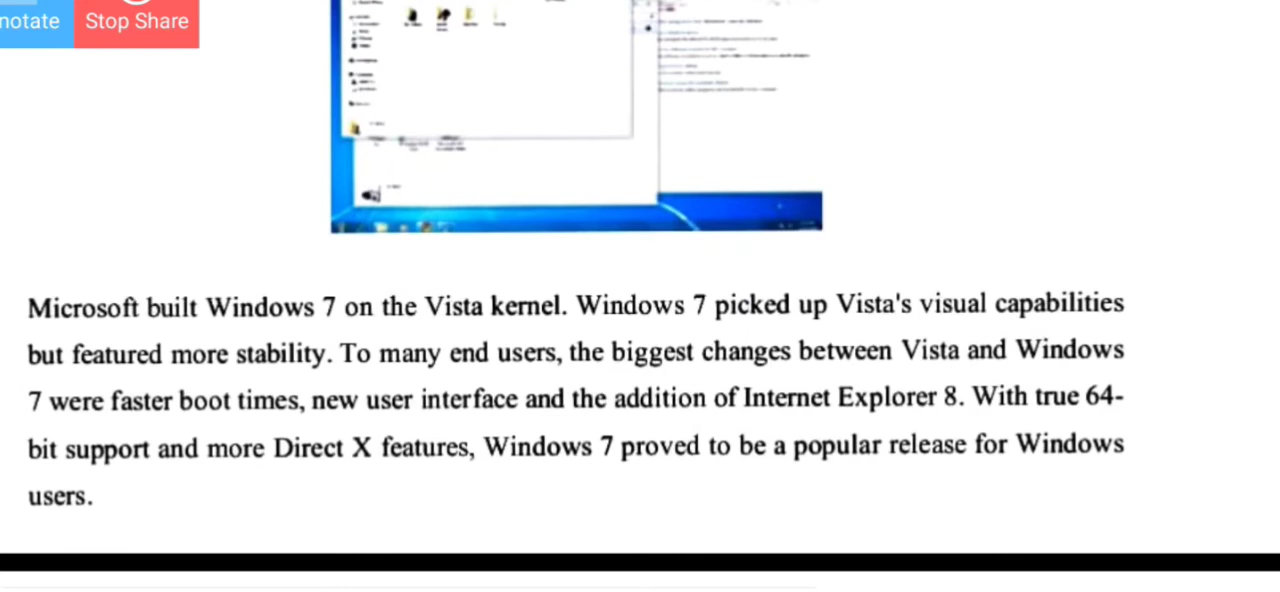 notate Stop Share
Microsoft built Windows 7 on the Vista kernel. Windows 7 picked up Vista's visual capabilities
but featured more stability. To many end users, the biggest changes between Vista and Windows
7 were faster boot times, new user interface and the addition of Internet Explorer 8. With true 64-
bit support and more Direct X features, Windows 7 proved to be a popular release for Windows
users.